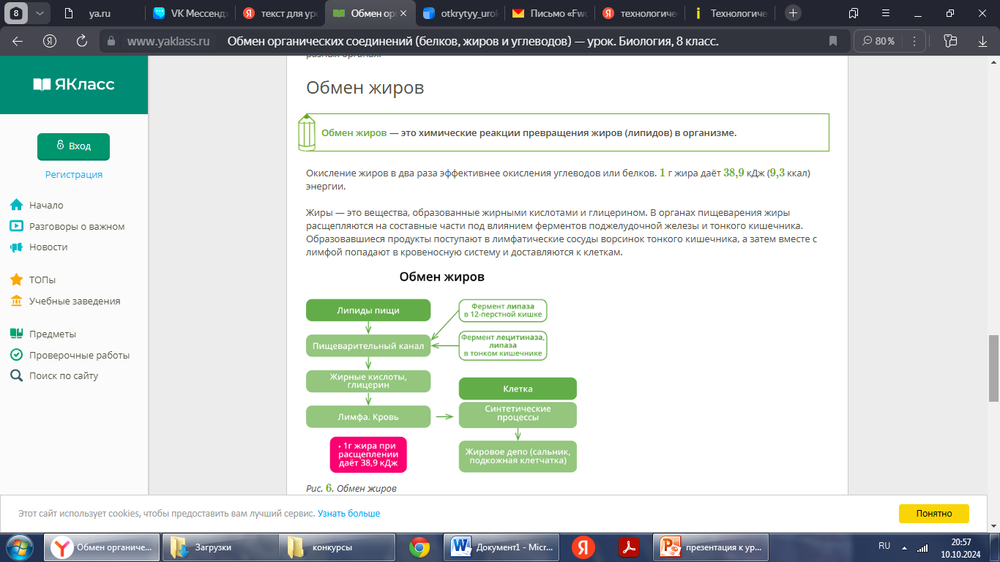 8
ya.ru
VK Мессендж
текст для уро
Обмен орг
otkrytyy_urok
Письмо «Fwd
технологичес
Технологиче
www.yaklass.ru
Обмен органических соединений (белков, жиров и углеводов) — урок. Биология, 8 класс.
80%
ЯКласс
Вход
Регистрация
Начало
Разговоры о важном
Новости
ТОПы
Учебные заведения
Предметы
Проверочные работы
Поиск по сайту
разных органах.
Обмен жиров
Обмен жиров — это химические реакции превращения жиров (липидов) в организме.
Окисление жиров в два раза эффективнее окисления углеводов или белков. 1 г жира даёт 38,9 кДж (9,3 ккал)
энергии.
Жиры — это вещества, образованные жирными кислотами и глицерином. В органах пищеварения жиры
расщепляются на составные части под влиянием ферментов поджелудочной железы и тонкого кишечника.
Образовавшиеся продукты поступают в лимфатические сосуды ворсинок тонкого кишечника, а затем вместе с
лимфой попадают в кровеносную систему и доставляются к клеткам.
Обмен жиров
Липиды пищи
Фермент липаза
в 12-перстной кишке
Пищеварительный канал
Фермент лецитиназа,
липаза
в тонком кишечнике
Жирные кислоты,
глицерин
Клетка
Лимфа. Кровь
Синтетические
процессы
• 1г жира при
расщеплении
даёт 38,9 кДж
Жировое депо (сальник,
подкожная клетчатка)
Рис. 6. Обмен жиров
Этот сайт использует cookies, чтобы предоставить вам лучший сервис. Узнать больше
Понятно
Обмен органиче...
Загрузки
конкурсы
Документ1 - Micr...
презентация к ур...
RU
20:57
10.10.2024